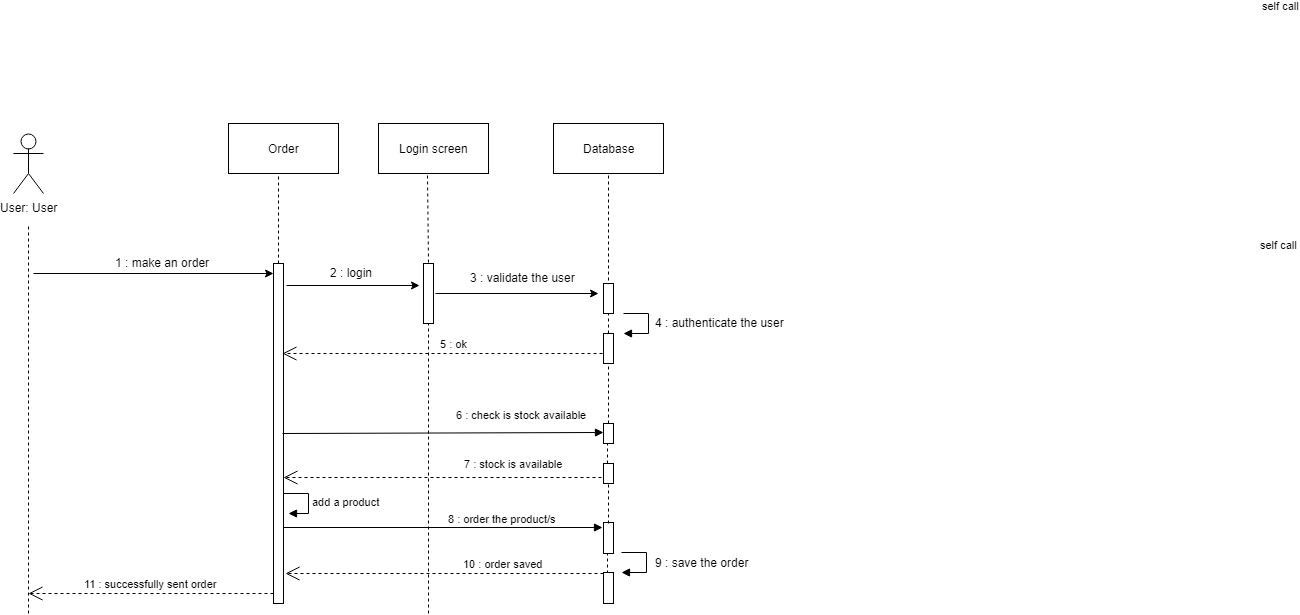 self call
Order
Login screen
Database
User: User
self call
1 : make an order
2 : login
3 : validate the user
4 : authenticate the user
5 : ok
6 : check is stock available
7 : stock is available
add a product
8 : order the product/s
9 : save the order
10 : order saved
11 : successfully sent order